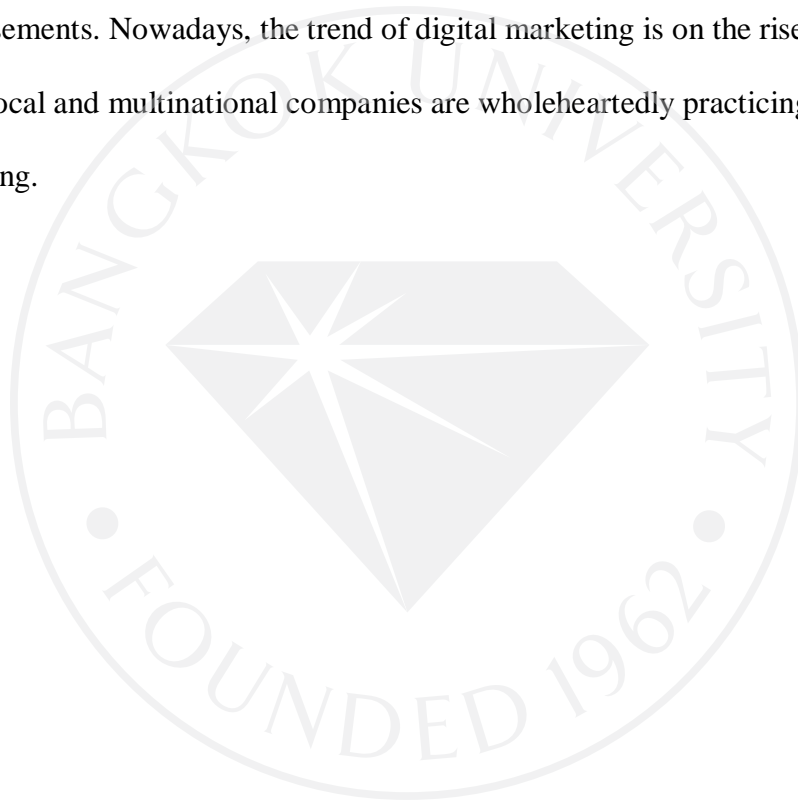 ements. Nowadays, the trend of digital marketing is on the rise
ocal and multinational companies are wholeheartedly practicing
ng.
BANGKOK UNIVERSITY
FOUNDED 1962